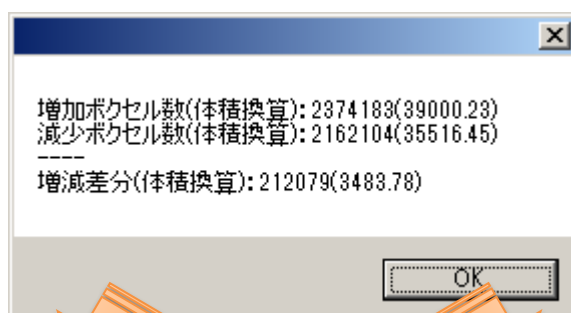 増加ボクセル数(体積換算): 2374183(39000.23)
減少ボクセル数(体積換算): 2162104(35516.45)
----
増減差分(体積換算): 212079(3483.78)
OK